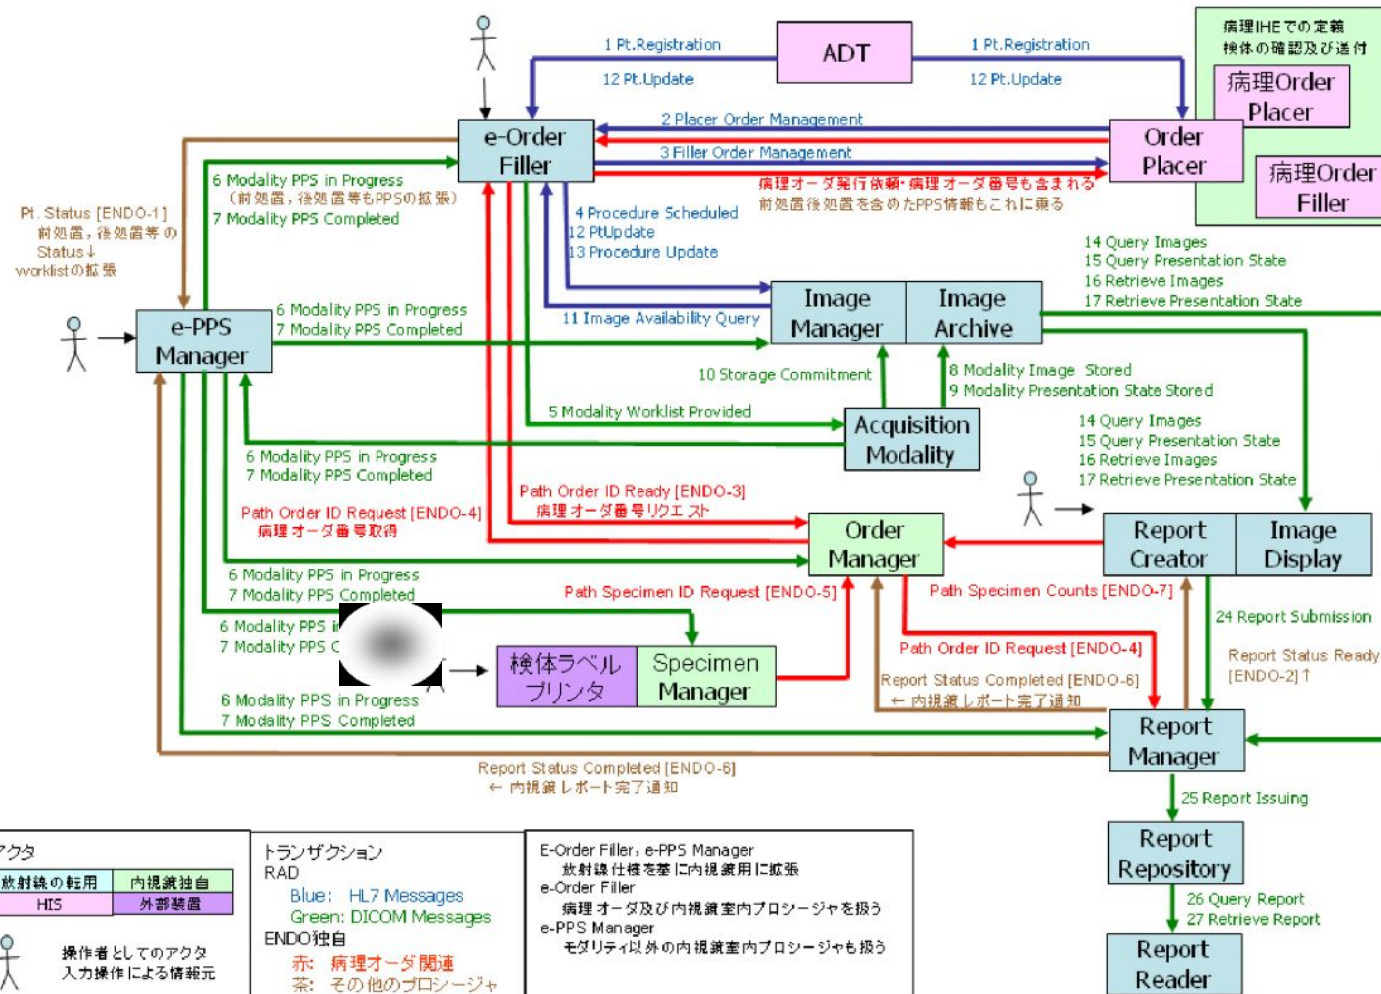 病理IHEでの定義
検体の確認及び送付
病理Order
Placer
病理Order
Filler
ADT
1 Pt.Registration
12 Pt.Update
1 Pt.Registration
12 Pt.Update
e-Order
Filler
Order
Placer
2 Placer Order Management
3 Filler Order Management
病理オーダ発行依頼・病理オーダ番号も含まれる
前処置後処置を含めたPPS情報もこれに乗る
6 Modality PPS in Progress
（前処置，後処置等もPPSの拡張）
7 Modality PPS Completed
Pt. Status [ENDO-1]
前処置，後処置等の
Status↓
worklistの拡張
4 Procedure Scheduled
12 PtUpdate
13 Procedure Update
14 Query Images
15 Query Presentation State
16 Retrieve Images
17 Retrieve Presentation State
e-PPS
Manager
6 Modality PPS in Progress
7 Modality PPS Completed
11 Image Availability Query
Image
Manager
Image
Archive
10 Storage Commitment
8 Modality Image Stored
9 Modality Presentation State Stored
5 Modality Worklist Provided
Acquisition
Modality
14 Query Images
15 Query Presentation State
16 Retrieve Images
17 Retrieve Presentation State
6 Modality PPS in Progress
7 Modality PPS Completed
Path Order ID Request [ENDO-4]
病理オーダ番号取得
Path Order ID Ready [ENDO-3]
病理オーダ番号リクエスト
Order
Manager
Report
Creator
Image
Display
6 Modality PPS in Progress
7 Modality PPS Completed
Path Specimen ID Request [ENDO-5]
Path Specimen Counts [ENDO-7]
24 Report Submission
6 Modality PPS
7 Modality PPS
検体ラベル
プリンタ
Specimen
Manager
Path Order ID Request [ENDO-4]
Report Status Ready
[ENDO-2]↑
Report Status Completed [ENDO-6]
← 内視鏡レポート完了通知
6 Modality PPS in Progress
7 Modality PPS Completed
Report
Manager
Report Status Completed [ENDO-6]
← 内視鏡レポート完了通知
25 Report Issuing
Report
Repository
26 Query Report
27 Retrieve Report
Report
Reader
クタ
放射線の転用
内視鏡独自
HIS
外部装置
操作者としてのアクタ
入力操作による情報元
トランザクション
RAD
Blue: HL7 Messages
Green: DICOM Messages
ENDO独自
赤: 病理オーダ関連
茶: その他のプロシージャ
E-Order Filler, e-PPS Manager
放射線仕様を基に内視鏡用に拡張
e-Order Filler
病理オーダ及び内視鏡室内プロシージャを扱う
e-PPS Manager
モダリティ以外の内視鏡室内プロシージャも扱う